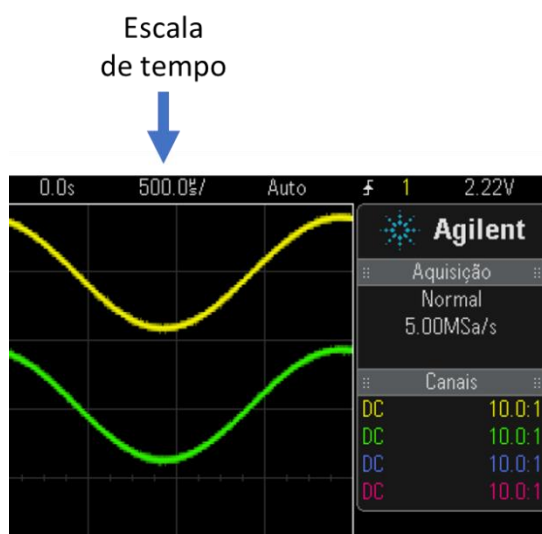 Escala
de tempo
0.0s 500.0㎲/ Auto 1 2.22V
Agilent
Aquisição
Normal
5.00MSa/s
Canais
DC 10.0:1
DC 10.0:1
DC 10.0:1
DC 10.0:1